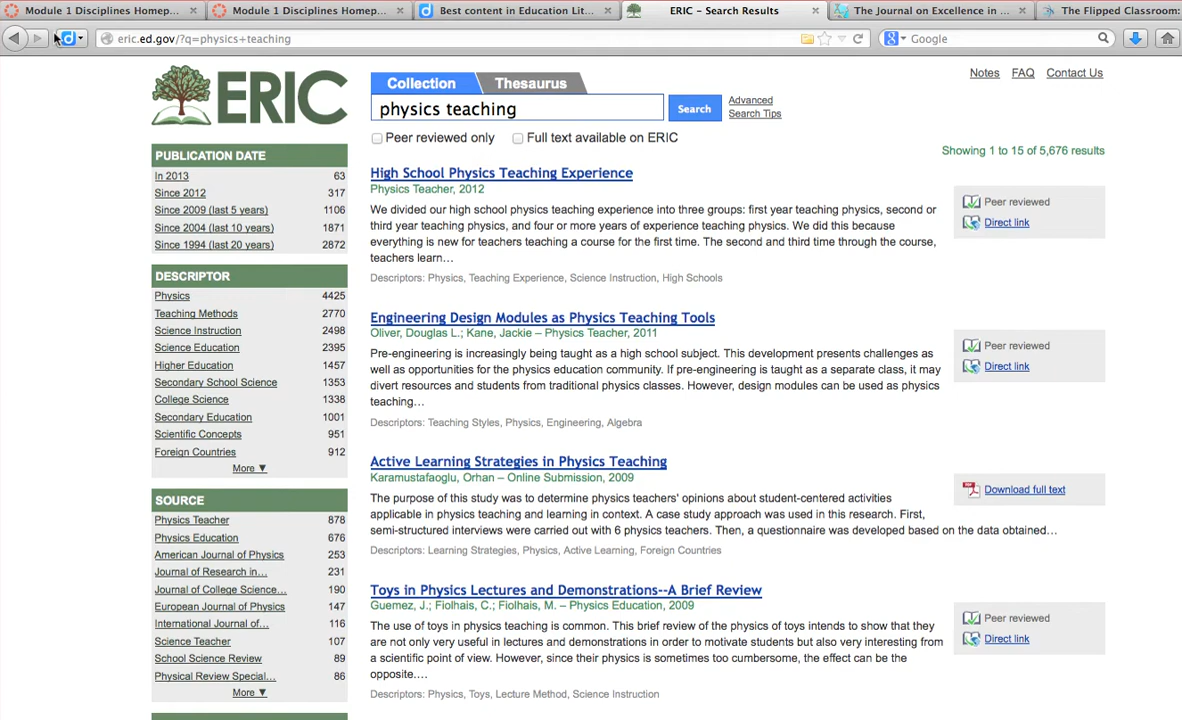 Module 1 Disciplines Homep...
Module 1 Disciplines Homep...
Best content in Education Lit...
ERIC – Search Results
The Journal on Excellence in ...
The Flipped Classroom:
eric.ed.gov/?q=physics+teaching
Google
ERIC
Collection
Thesaurus
Notes
FAQ
Contact Us
physics teaching
Search
Advanced
Search Tips
Peer reviewed only
Full text available on ERIC
Showing 1 to 15 of 5,676 results
PUBLICATION DATE
In 2013 63
Since 2012 317
Since 2009 (last 5 years) 1106
Since 2004 (last 10 years) 1871
Since 1994 (last 20 years) 2872
DESCRIPTOR
Physics 4425
Teaching Methods 2770
Science Instruction 2498
Science Education 2395
Higher Education 1457
Secondary School Science 1353
College Science 1338
Secondary Education 1001
Scientific Concepts 951
Foreign Countries 912
More ▼
SOURCE
Physics Teacher 878
Physics Education 676
American Journal of Physics 253
Journal of Research in... 231
Journal of College Science... 190
European Journal of Physics 147
International Journal of... 116
Science Teacher 107
School Science Review 89
Physical Review Special... 86
More ▼
High School Physics Teaching Experience
Physics Teacher, 2012
We divided our high school physics teaching experience into three groups: first year teaching physics, second or
third year teaching physics, and four or more years of experience teaching physics. We did this because
everything is new for teachers teaching a course for the first time. The second and third time through the course,
teachers learn…
Descriptors: Physics, Teaching Experience, Science Instruction, High Schools
Peer reviewed
Direct link
Engineering Design Modules as Physics Teaching Tools
Oliver, Douglas L.; Kane, Jackie – Physics Teacher, 2011
Pre-engineering is increasingly being taught as a high school subject. This development presents challenges as
well as opportunities for the physics education community. If pre-engineering is taught as a separate class, it may
divert resources and students from traditional physics classes. However, design modules can be used as physics
teaching…
Descriptors: Teaching Styles, Physics, Engineering, Algebra
Peer reviewed
Direct link
Active Learning Strategies in Physics Teaching
Karamustafaoglu, Orhan – Online Submission, 2009
The purpose of this study was to determine physics teachers' opinions about student-centered activities
applicable in physics teaching and learning in context. A case study approach was used in this research. First,
semi-structured interviews were carried out with 6 physics teachers. Then, a questionnaire was developed based on the data obtained…
Descriptors: Learning Strategies, Physics, Active Learning, Foreign Countries
Download full text
Toys in Physics Lectures and Demonstrations--A Brief Review
Guemez, J.; Fiolhais, C.; Fiolhais, M. – Physics Education, 2009
The use of toys in physics teaching is common. This brief review of the physics of toys intends to show that they
are not only very useful in lectures and demonstrations in order to motivate students but also very interesting from
a scientific point of view. However, since their physics is sometimes too cumbersome, the effect can be the
opposite.…
Descriptors: Physics, Toys, Lecture Method, Science Instruction
Peer reviewed
Direct link